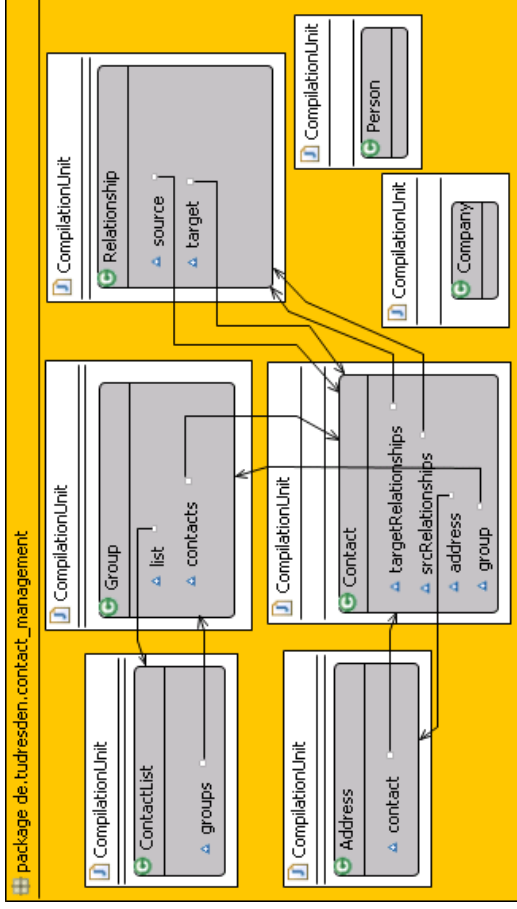 package de.tudresden.contact_management
CompilationUnit
ContactList
groups
CompilationUnit
Group
list
contacts
CompilationUnit
Relationship
source
target
CompilationUnit
Address
contact
CompilationUnit
Contact
targetRelationships
srcRelationships
address
group
CompilationUnit
Company
CompilationUnit
Person